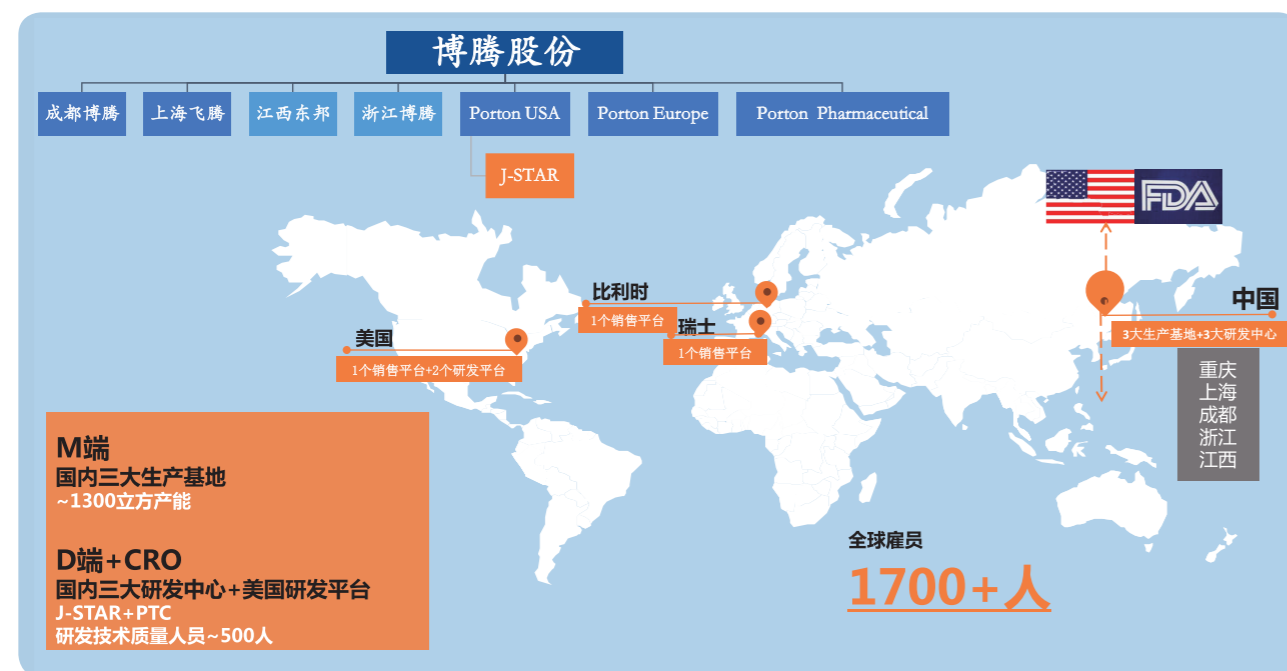 博腾股份
成都博腾
上海飞腾
江西东邦
浙江博腾
Porton USA
Porton Europe
Porton Pharmaceutical
J-STAR
FDA
比利时
1个销售平台
瑞士
1个销售平台
美国
1个销售平台+2个研发平台
中国
3大生产基地+3大研发中心
重庆
上海
成都
浙江
江西
M端
国内三大生产基地
~1300立方产能
D端+CRO
国内三大研发中心+美国研发平台
J-STAR+PTC
研发技术质量人员~500人
全球雇员
1700+人